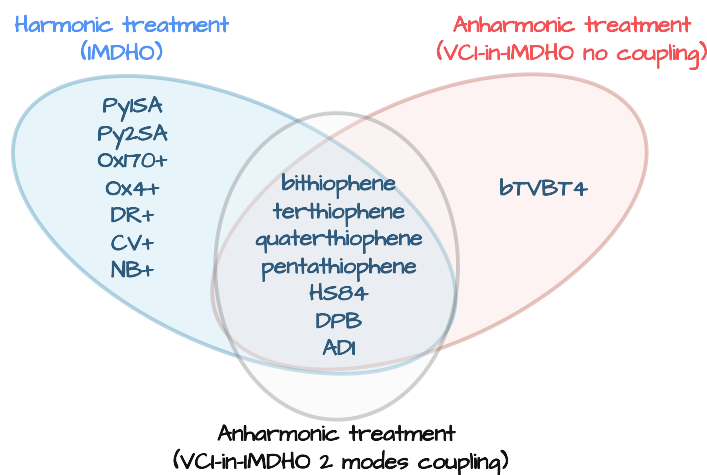 Harmonic treatment
(IMDHO)
Anharmonic treatment
(VCI-in-IMDHO no coupling)
Py1SA
Py2SA
Ox170+
Ox4+
DR+
CV+
NB+
bithiophene
terthiophene
quaterthiophene
pentathiophene
HS84
DPB
ADI
bTVBT4
Anharmonic treatment
(VCI-in-IMDHO 2 modes coupling)